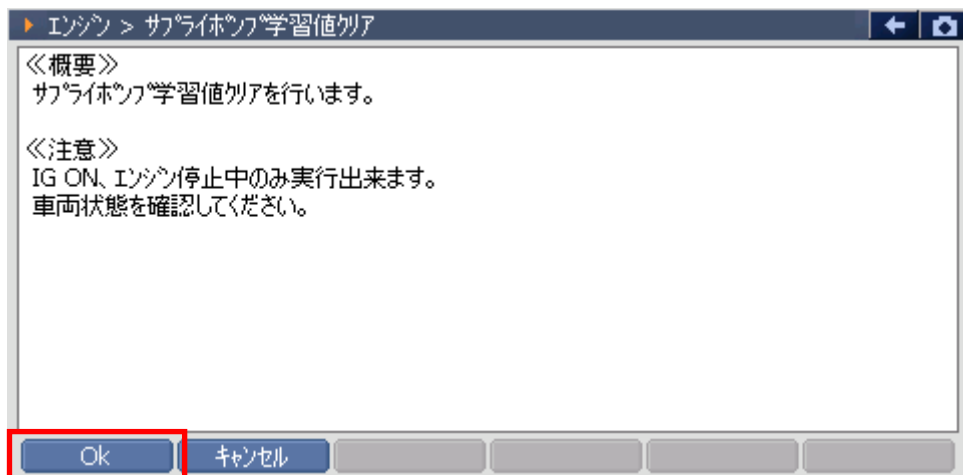 エンジン > サプライポンプ学習値クリア
≪概要≫
サプライポンプ学習値クリアを行います。
≪注意≫
IG ON、エンジン停止中のみ実行出来ます。
車両状態を確認してください。
Ok
キャンセル